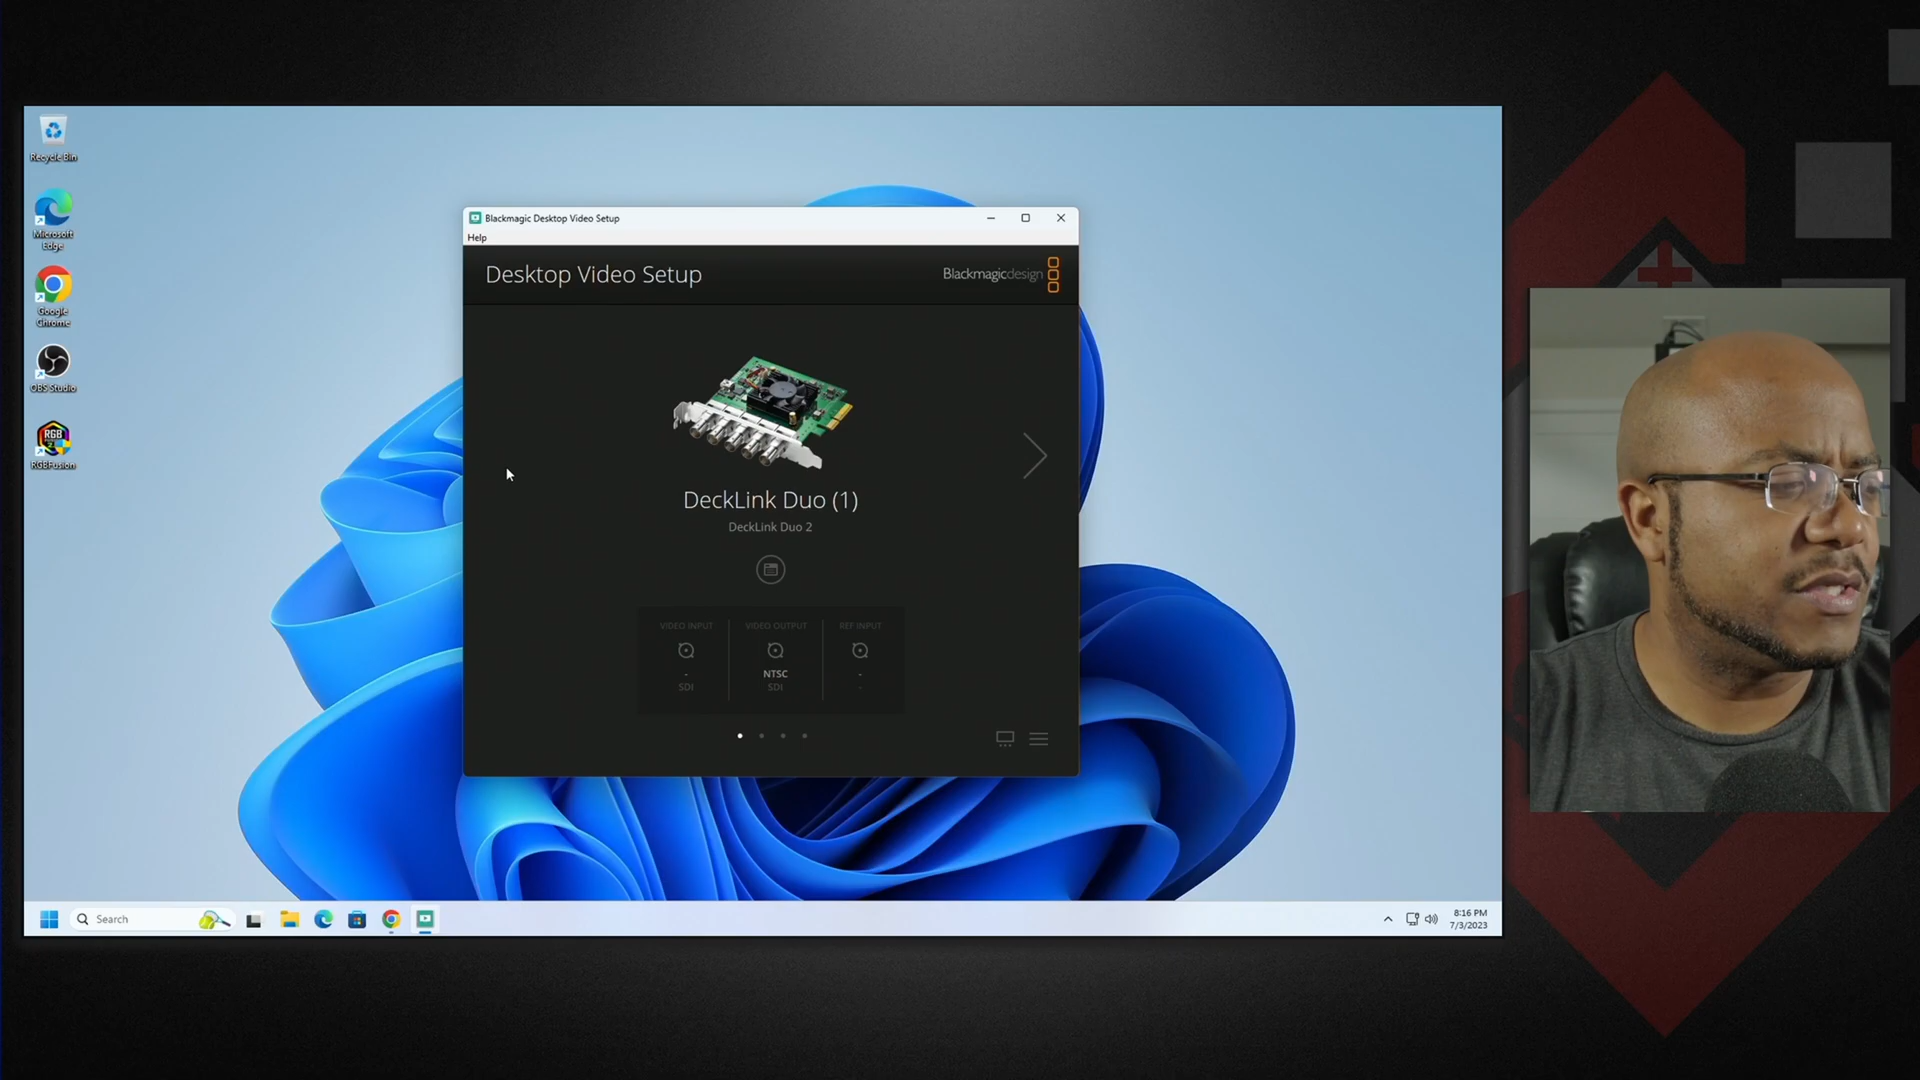 Recycle Bin
Microsoft
Edge
Google
Chrome
OBS Studio
RGB
RGBFusion
Blackmagic Desktop Video Setup
Help
Desktop Video Setup
Blackmagicdesign
DeckLink Duo (1)
DeckLink Duo 2
VIDEO INPUT
-
SDI
VIDEO OUTPUT
NTSC
SDI
REF INPUT
-
-
Search
8:16 PM
7/3/2023